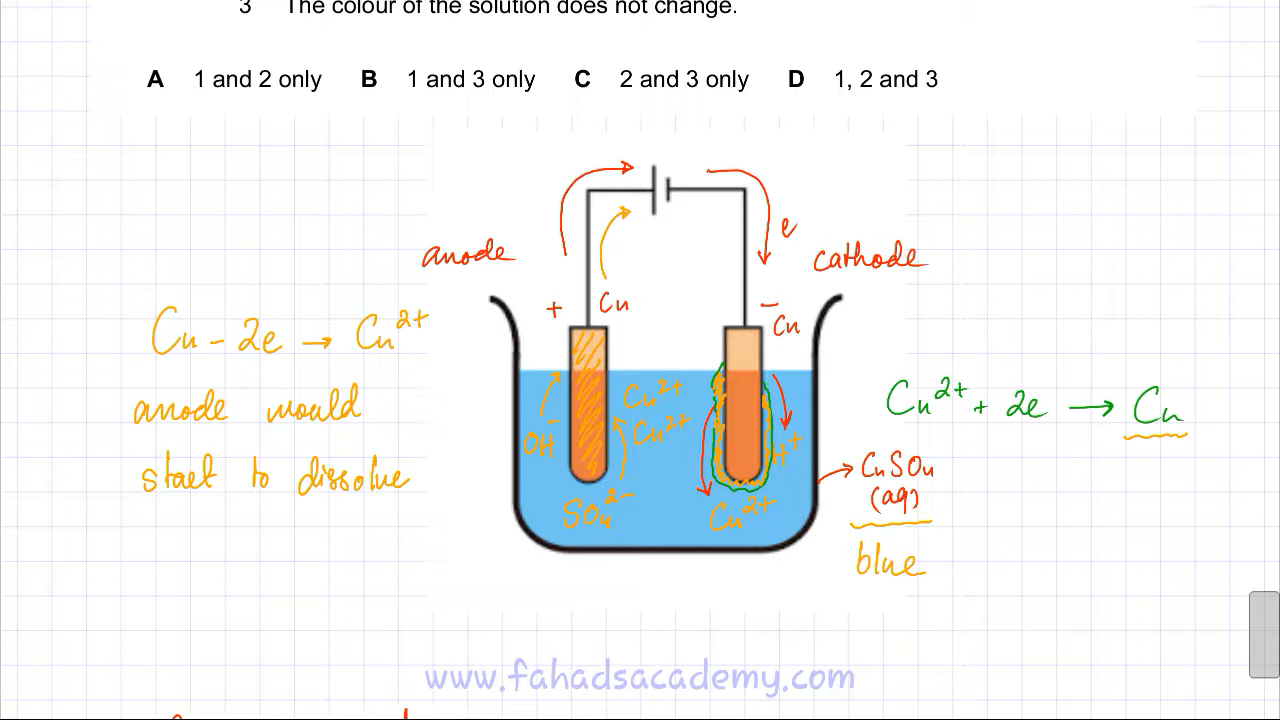 3 The colour of the solution does not change.
A 1 and 2 only B 1 and 3 only C 2 and 3 only D 1, 2 and 3
e
anode
cathode
+ Cu
− Cu
Cu − 2e → Cu²⁺
anode would
start to dissolve
Cu²⁺
Cu²⁺
OH⁻
H⁺
SO₄²⁻
Cu²⁺
Cu²⁺ + 2e → Cu
CuSO₄
(aq)
blue
www.fahadsacademy.com